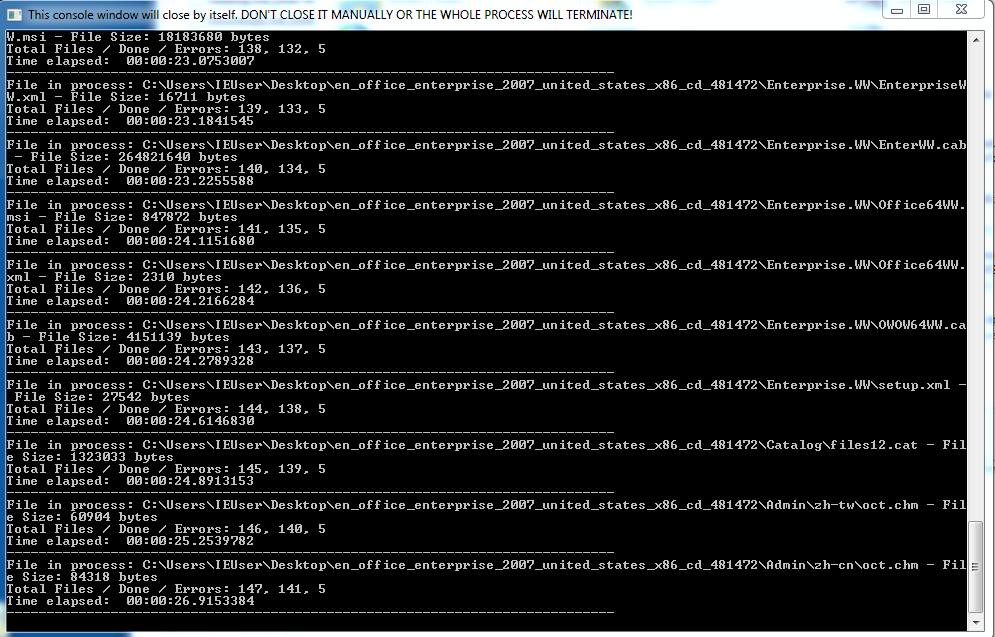 This console window will close by itself. DON'T CLOSE IT MANUALLY OR THE WHOLE PROCESS WILL TERMINATE!
W.msi - File Size: 18183680 bytes
Total Files / Done / Errors: 138, 132, 5
Time elapsed:  00:00:23.0753007
----------------------------------------------------------------------------
File in process: C:\Users\IEUser\Desktop\en_office_enterprise_2007_united_states_x86_cd_481472\Enterprise.WW\EnterpriseW
W.xml - File Size: 16711 bytes
Total Files / Done / Errors: 139, 133, 5
Time elapsed:  00:00:23.1841545
----------------------------------------------------------------------------
File in process: C:\Users\IEUser\Desktop\en_office_enterprise_2007_united_states_x86_cd_481472\Enterprise.WW\EnterWW.cab
 - File Size: 264821640 bytes
Total Files / Done / Errors: 140, 134, 5
Time elapsed:  00:00:23.2255588
----------------------------------------------------------------------------
File in process: C:\Users\IEUser\Desktop\en_office_enterprise_2007_united_states_x86_cd_481472\Enterprise.WW\Office64WW.
msi - File Size: 847872 bytes
Total Files / Done / Errors: 141, 135, 5
Time elapsed:  00:00:24.1151680
----------------------------------------------------------------------------
File in process: C:\Users\IEUser\Desktop\en_office_enterprise_2007_united_states_x86_cd_481472\Enterprise.WW\Office64WW.
xml - File Size: 2310 bytes
Total Files / Done / Errors: 142, 136, 5
Time elapsed:  00:00:24.2166284
----------------------------------------------------------------------------
File in process: C:\Users\IEUser\Desktop\en_office_enterprise_2007_united_states_x86_cd_481472\Enterprise.WW\OWOW64WW.ca
b - File Size: 4151139 bytes
Total Files / Done / Errors: 143, 137, 5
Time elapsed:  00:00:24.2789328
----------------------------------------------------------------------------
File in process: C:\Users\IEUser\Desktop\en_office_enterprise_2007_united_states_x86_cd_481472\Enterprise.WW\setup.xml -
 File Size: 27542 bytes
Total Files / Done / Errors: 144, 138, 5
Time elapsed:  00:00:24.6146830
----------------------------------------------------------------------------
File in process: C:\Users\IEUser\Desktop\en_office_enterprise_2007_united_states_x86_cd_481472\Catalog\files12.cat - Fil
e Size: 1323033 bytes
Total Files / Done / Errors: 145, 139, 5
Time elapsed:  00:00:24.8913153
----------------------------------------------------------------------------
File in process: C:\Users\IEUser\Desktop\en_office_enterprise_2007_united_states_x86_cd_481472\Admin\zh-tw\oct.chm - Fil
e Size: 60904 bytes
Total Files / Done / Errors: 146, 140, 5
Time elapsed:  00:00:25.2539782
----------------------------------------------------------------------------
File in process: C:\Users\IEUser\Desktop\en_office_enterprise_2007_united_states_x86_cd_481472\Admin\zh-cn\oct.chm - Fil
e Size: 84318 bytes
Total Files / Done / Errors: 147, 141, 5
Time elapsed:  00:00:26.9153384
----------------------------------------------------------------------------